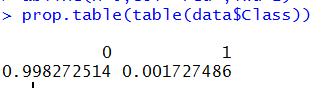 > prop.table(table(data$Class))
0 1
0.998272514 0.001727486
>